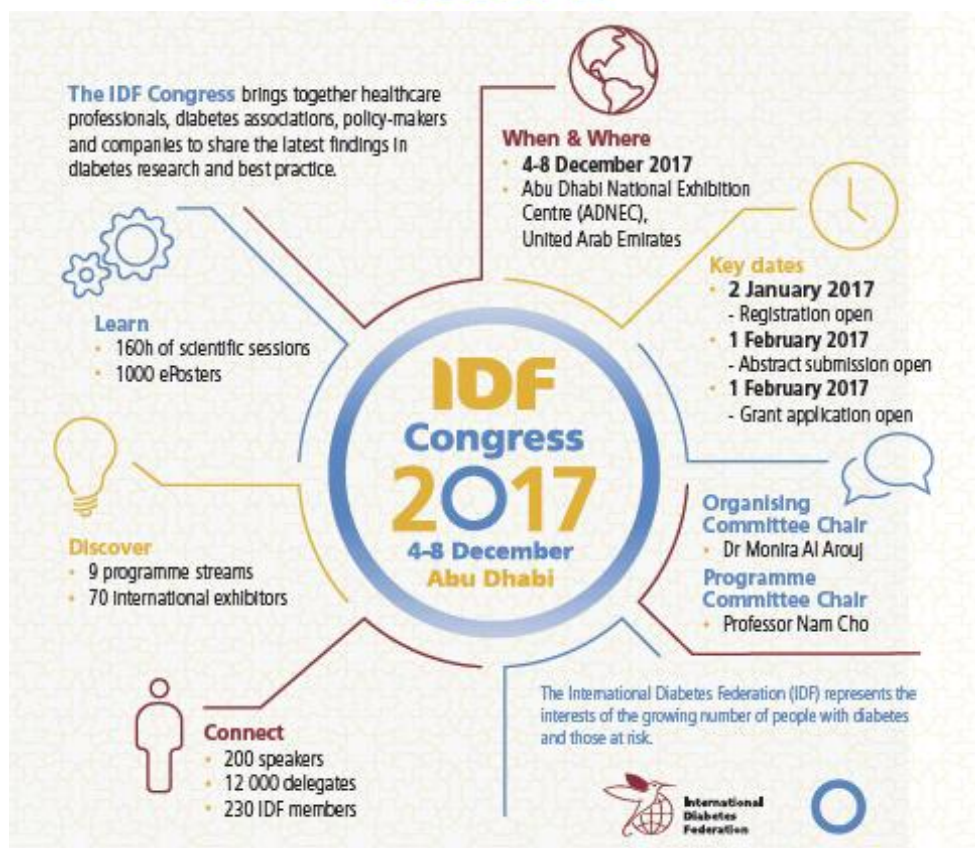 The IDF Congress brings together healthcare
professionals, diabetes associations, policy-makers
and companies to share the latest findings in
diabetes research and best practice.
When & Where
• 4-8 December 2017
• Abu Dhabi National Exhibition
Centre (ADNEC),
United Arab Emirates
Key dates
• 2 January 2017
- Registration open
• 1 February 2017
- Abstract submission open
• 1 February 2017
- Grant application open
Learn
• 160h of scientific sessions
• 1000 ePosters
IDF
Congress
2017
4-8 December
Abu Dhabi
Organising
Committee Chair
• Dr Monira Al Arouj
Programme
Committee Chair
• Professor Nam Cho
Discover
• 9 programme streams
• 70 international exhibitors
Connect
• 200 speakers
• 12 000 delegates
• 230 IDF members
The International Diabetes Federation (IDF) represents the
interests of the growing number of people with diabetes
and those at risk.
International
Diabetes
Federation